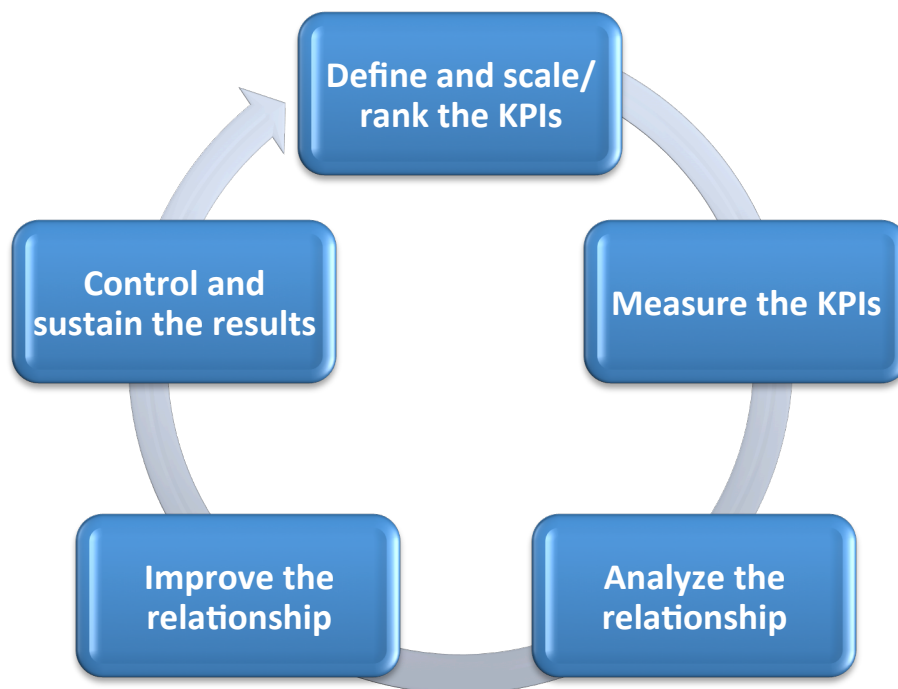 Define and scale/
rank the KPIs
Measure the KPIs
Analyze the
relationship
Improve the
relationship
Control and
sustain the results